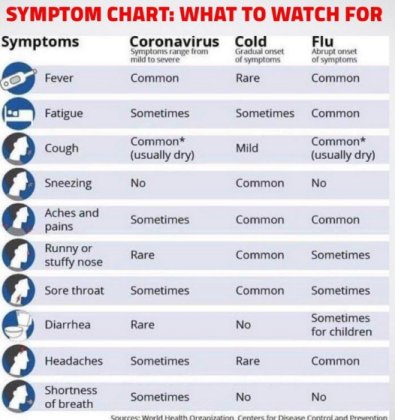 SYMPTOM CHART: WHAT TO WATCH FOR
Symptoms Coronavirus Cold Flu
Symptoms range from Gradual onset Abrupt onset
mild to severe of symptoms of symptoms
Fever Common Rare Common
Fatigue Sometimes Sometimes Common
Cough Common* Mild Common*
(usually dry) (usually dry)
Sneezing No Common No
Aches and
pains Sometimes Common Common
Runny or
stuffy nose Rare Common Sometimes
Sore throat Sometimes Common Sometimes
Diarrhea Rare No Sometimes
for children
Headaches Sometimes Rare Common
Shortness
of breath Sometimes No No
Sources: World Health Organization, Centers for Disease Control and Prevention